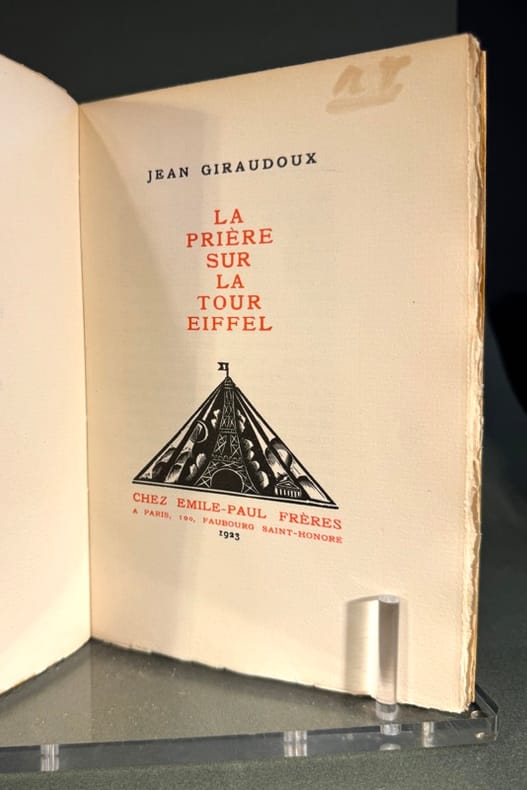 JEAN GIRAUDOUX
LA
PRIÈRE
SUR
LA
TOUR
EIFFEL
CHEZ EMILE-PAUL FRÈRES
A PARIS, 100, FAUBOURG SAINT-HONORÉ
1923